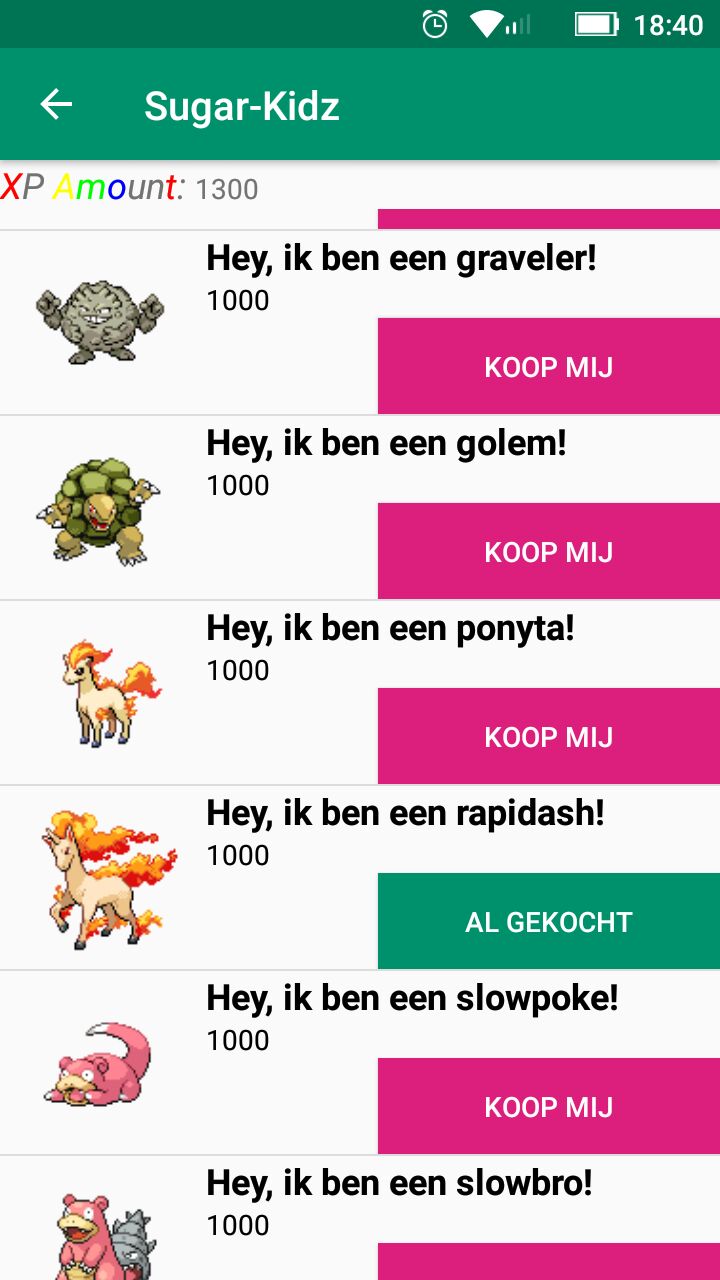 18:40
Sugar-Kidz
XP Amount: 1300
Hey, ik ben een graveler!
1000
KOOP MIJ
Hey, ik ben een golem!
1000
KOOP MIJ
Hey, ik ben een ponyta!
1000
KOOP MIJ
Hey, ik ben een rapidash!
1000
AL GEKOCHT
Hey, ik ben een slowpoke!
1000
KOOP MIJ
Hey, ik ben een slowbro!
1000